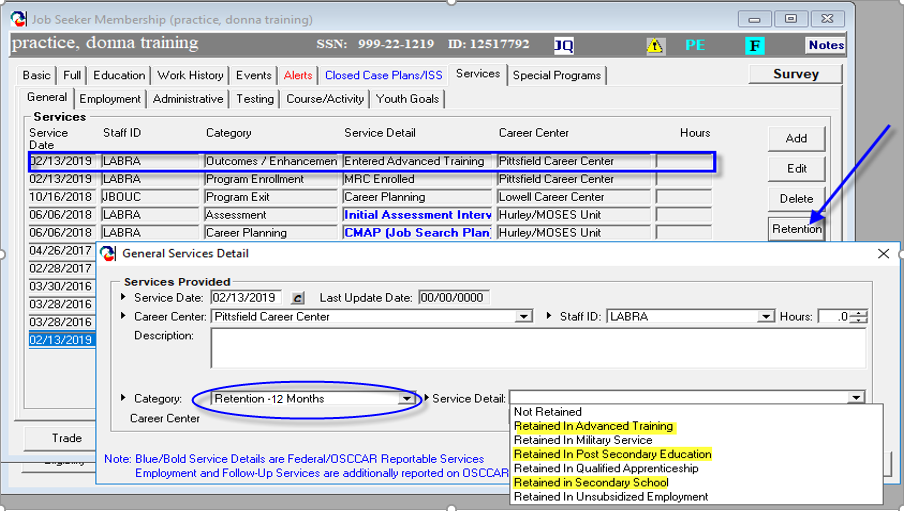 Job Seeker Membership (practice, donna training)
practice, donna training SSN: 999-22-1219 ID: 12517792 JQ PE F Notes
Basic Full Education Work History Events Alerts Closed Case Plans/ISS Services Special Programs Survey
General Employment Administrative Testing Course/Activity Youth Goals
Services
Service Date Staff ID Category Service Detail Career Center Hours
02/13/2019 LABRA Outcomes / Enhancemen Entered Advanced Training Pittsfield Career Center
02/13/2019 LABRA Program Enrollment MRC Enrolled Pittsfield Career Center
10/16/2018 JBOUC Program Exit Career Planning Lowell Career Center
06/06/2018 LABRA Assessment Initial Assessment Interv Hurley/MOSES Unit
06/06/2018 LABRA Career Planning CMAP (Job Search Plan) Hurley/MOSES Unit
04/26/2017
02/28/2017
03/30/2016
03/28/2016
03/28/2016
02/13/2019
Add
Edit
Delete
Retention
Trade
General Services Detail
Services Provided
Service Date: 02/13/2019 Last Update Date: 00/00/0000
Career Center: Pittsfield Career Center Staff ID: LABRA Hours: .0
Description:
Category: Retention -12 Months Service Detail:
Career Center
Not Retained
Retained In Advanced Training
Retained In Military Service
Retained In Post Secondary Education
Retained In Qualified Apprenticeship
Retained in Secondary School
Retained In Unsubsidized Employment
Note: Blue/Bold Service Details are Federal/OSCCAR Reportable Services
Employment and Follow-Up Services are additionally reported on OSCCAR